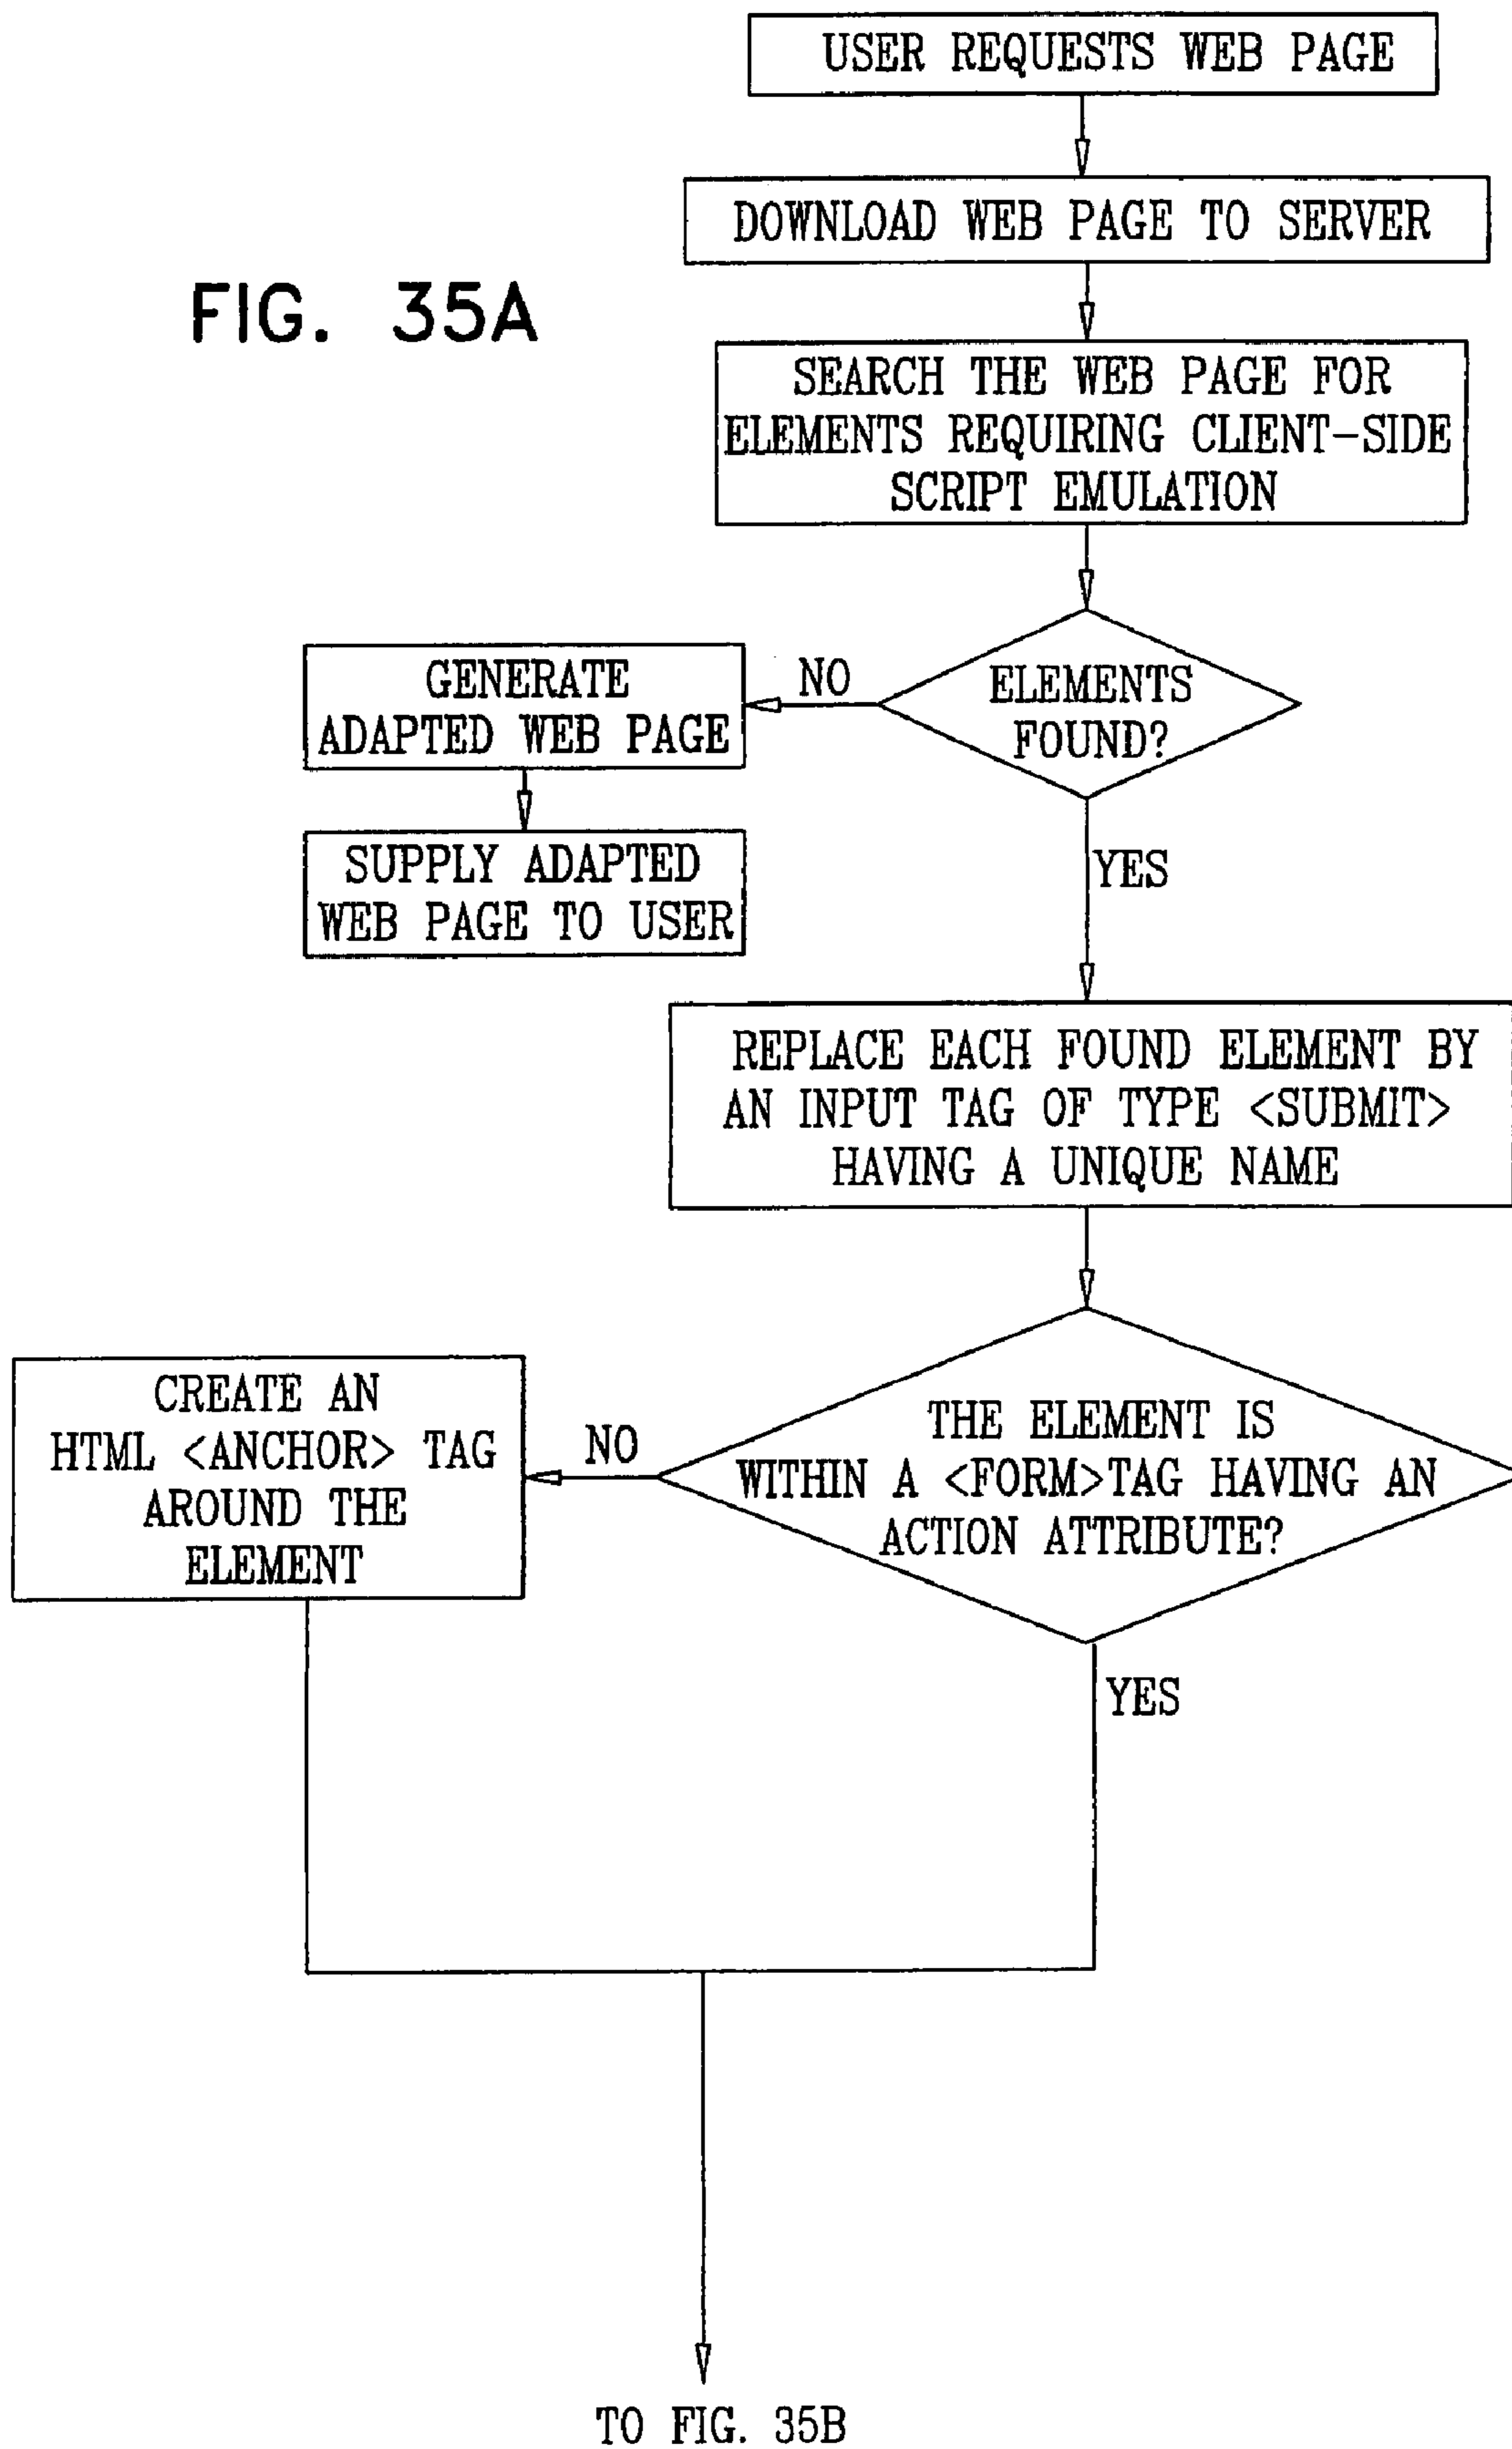 USER REQUESTS WEB PAGE
DOWNLOAD WEB PAGE TO SERVER
FIG. 35A
SEARCH THE WEB PAGE FOR
ELEMENTS REQUIRING CLIENT-SIDE
SCRIPT EMULATION
ELEMENTS
FOUND?
NO
GENERATE
ADAPTED WEB PAGE
SUPPLY ADAPTED
WEB PAGE TO USER
YES
REPLACE EACH FOUND ELEMENT BY
AN INPUT TAG OF TYPE <SUBMIT>
HAVING A UNIQUE NAME
THE ELEMENT IS
WITHIN A <FORM>TAG HAVING AN
ACTION ATTRIBUTE?
NO
CREATE AN
HTML <ANCHOR> TAG
AROUND THE
ELEMENT
YES
TO FIG. 35B